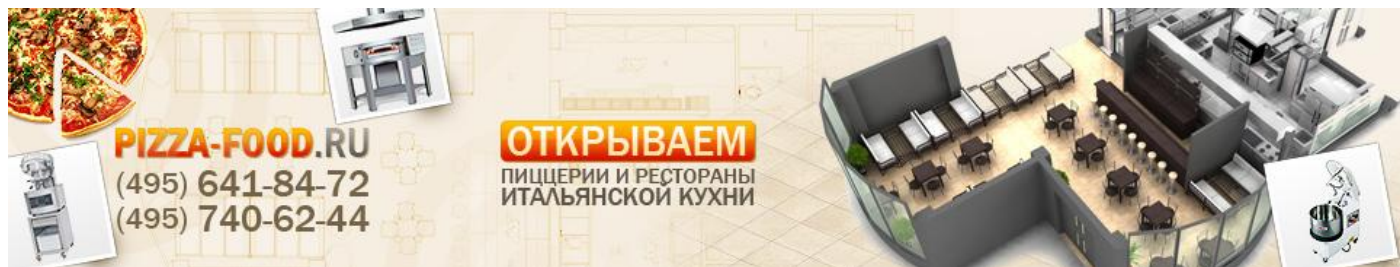 PIZZA-FOOD.RU
(495) 641-84-72
(495) 740-62-44
ОТКРЫВАЕМ
ПИЦЦЕРИИ И РЕСТОРАНЫ
ИТАЛЬЯНСКОЙ КУХНИ